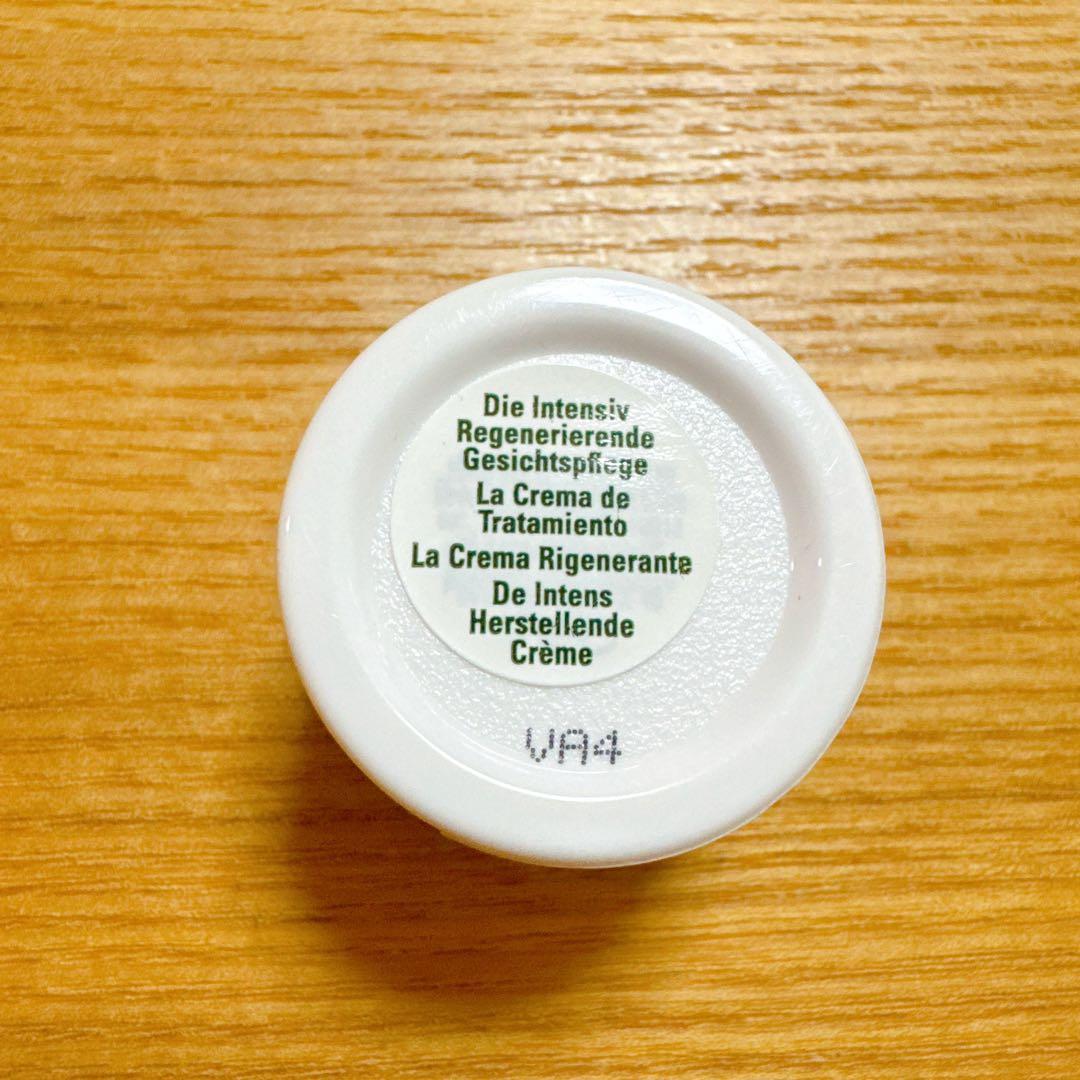 Die Intensiv
Regenerierende
Gesichtspflege
La Crema de
Tratamiento
La Crema Rigenerante
De Intens
Herstellende
Crème
VA4